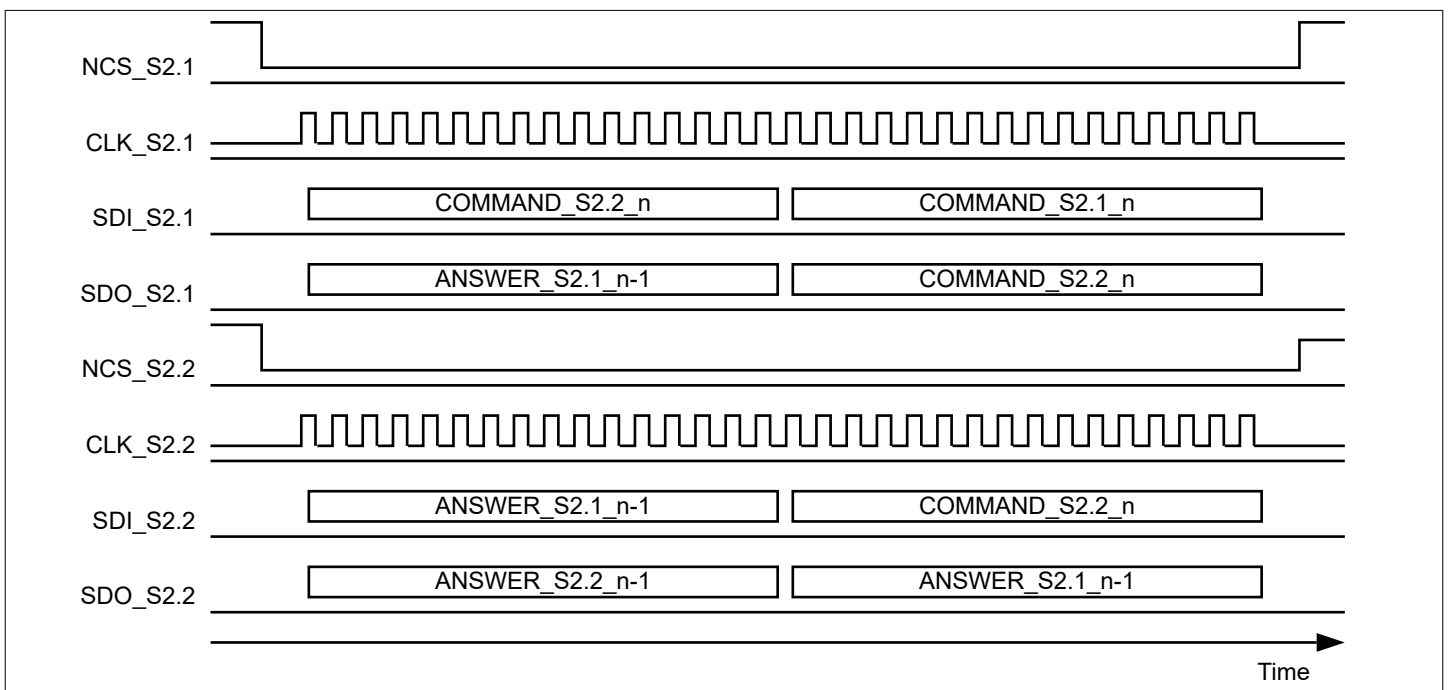 NCS_S2.1
CLK_S2.1
SDI_S2.1 COMMAND_S2.2_n COMMAND_S2.1_n
SDO_S2.1 ANSWER_S2.1_n-1 COMMAND_S2.2_n
NCS_S2.2
CLK_S2.2
SDI_S2.2 ANSWER_S2.1_n-1 COMMAND_S2.2_n
SDO_S2.2 ANSWER_S2.2_n-1 ANSWER_S2.1_n-1
Time